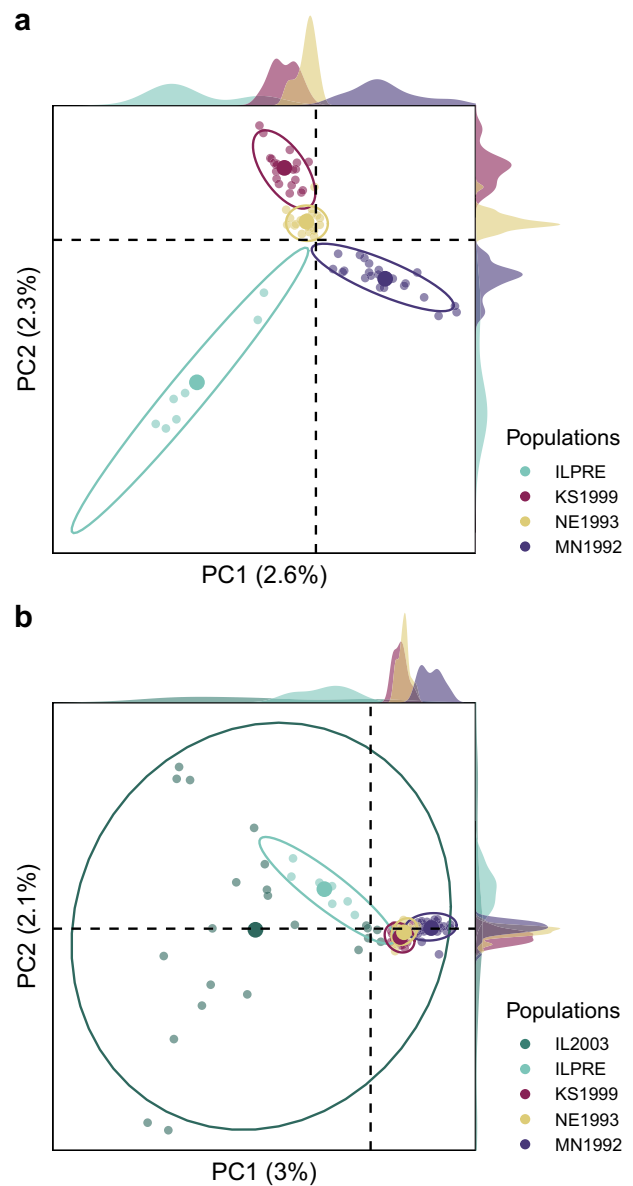 a
PC2 (2.3%)
PC1 (2.6%)
Populations
ILPRE
KS1999
NE1993
MN1992
b
PC2 (2.1%)
PC1 (3%)
Populations
IL2003
ILPRE
KS1999
NE1993
MN1992